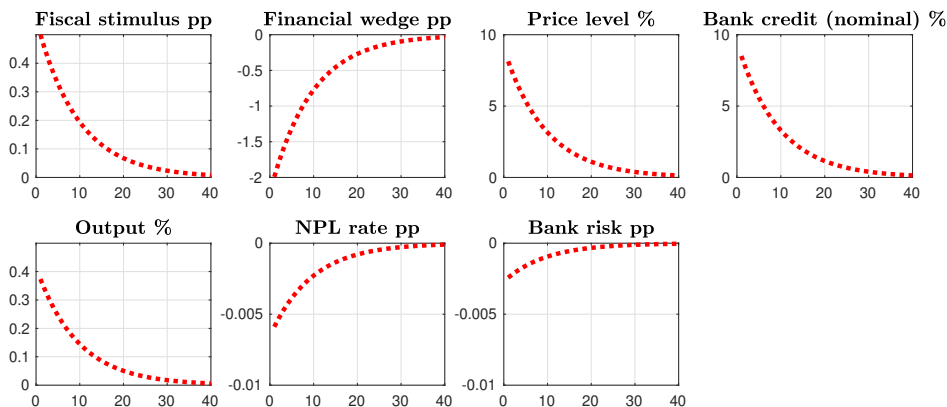 Fiscal stimulus pp
0.4
0.3
0.2
0.1
0
0 10 20 30 40
Financial wedge pp
0
-0.5
-1
-1.5
-2
0 10 20 30 40
Price level %
10
5
0
0 10 20 30 40
Bank credit (nominal) %
10
5
0
0 10 20 30 40
Output %
0.4
0.3
0.2
0.1
0
0 10 20 30 40
NPL rate pp
0
-0.005
-0.01
0 10 20 30 40
Bank risk pp
0
-0.005
-0.01
0 10 20 30 40